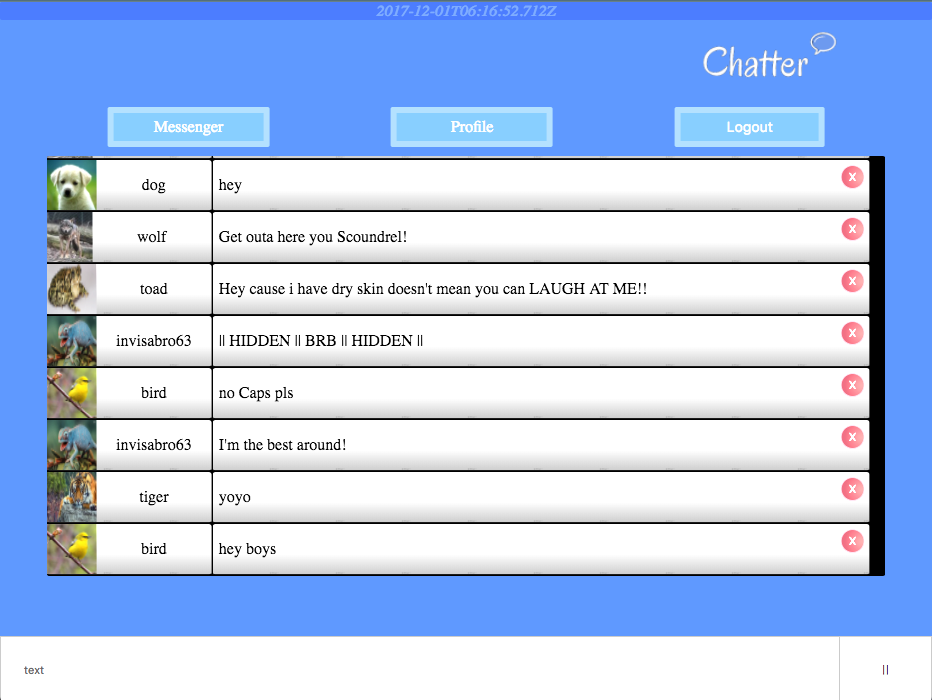 2017-12-01T06:16:52.712Z
Chatter
Messenger Profile Logout
dog hey X
wolf Get outa here you Scoundrel! X
toad Hey cause i have dry skin doesn't mean you can LAUGH AT ME!! X
invisabro63 || HIDDEN || BRB || HIDDEN || X
bird no Caps pls X
invisabro63 I'm the best around! X
tiger yoyo X
bird hey boys X
text ||